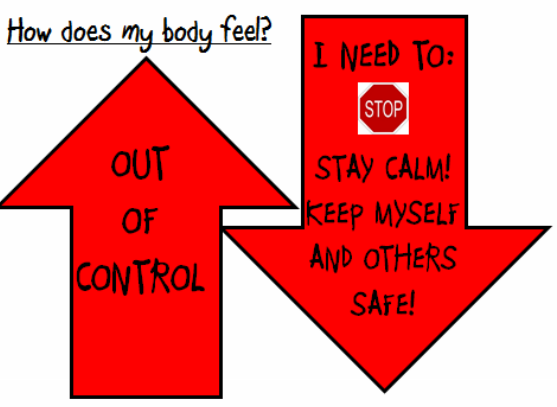 How does my body feel?
OUT
OF
CONTROL
I NEED TO:
STOP
STAY CALM!
KEEP MYSELF
AND OTHERS
SAFE!